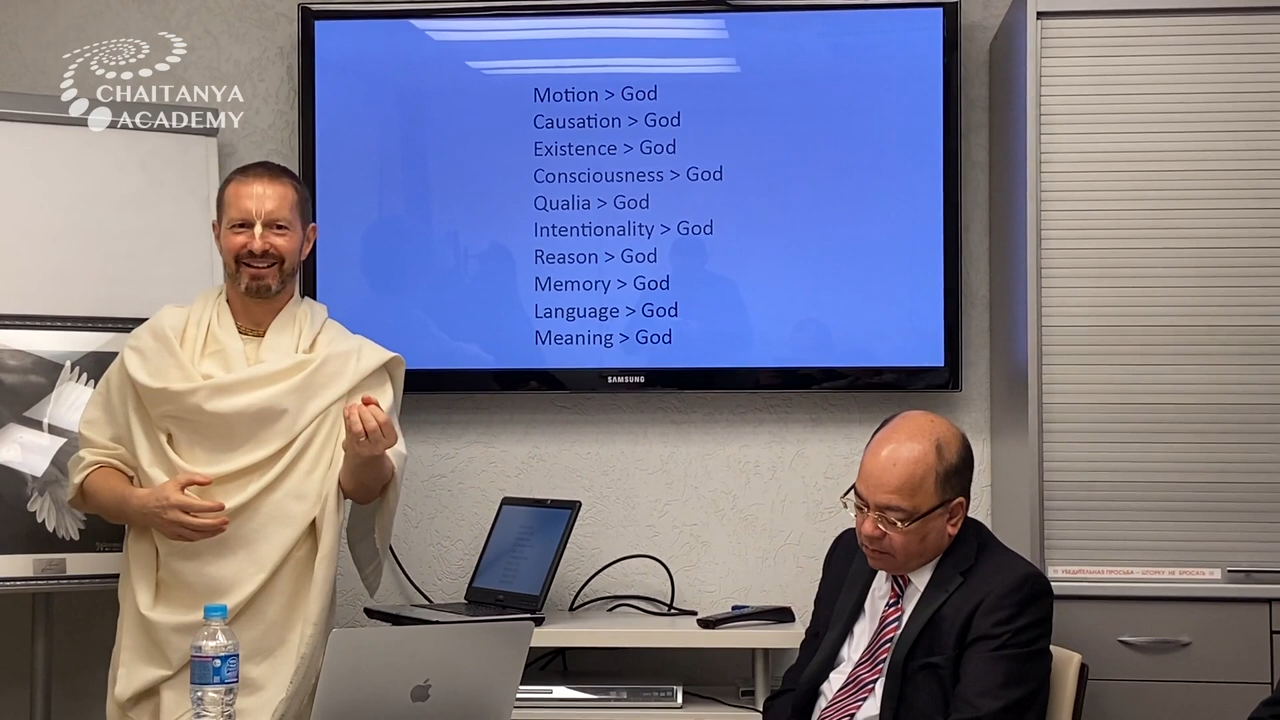 CHAITANYA
ACADEMY
Motion > God
Causation > God
Existence > God
Consciousness > God
Qualia > God
Intentionality > God
Reason > God
Memory > God
Language > God
Meaning > God
SAMSUNG
!!! УБЕДИТЕЛЬНАЯ ПРОСЬБА – ШТОРКУ НЕ БРОСАТЬ !!!